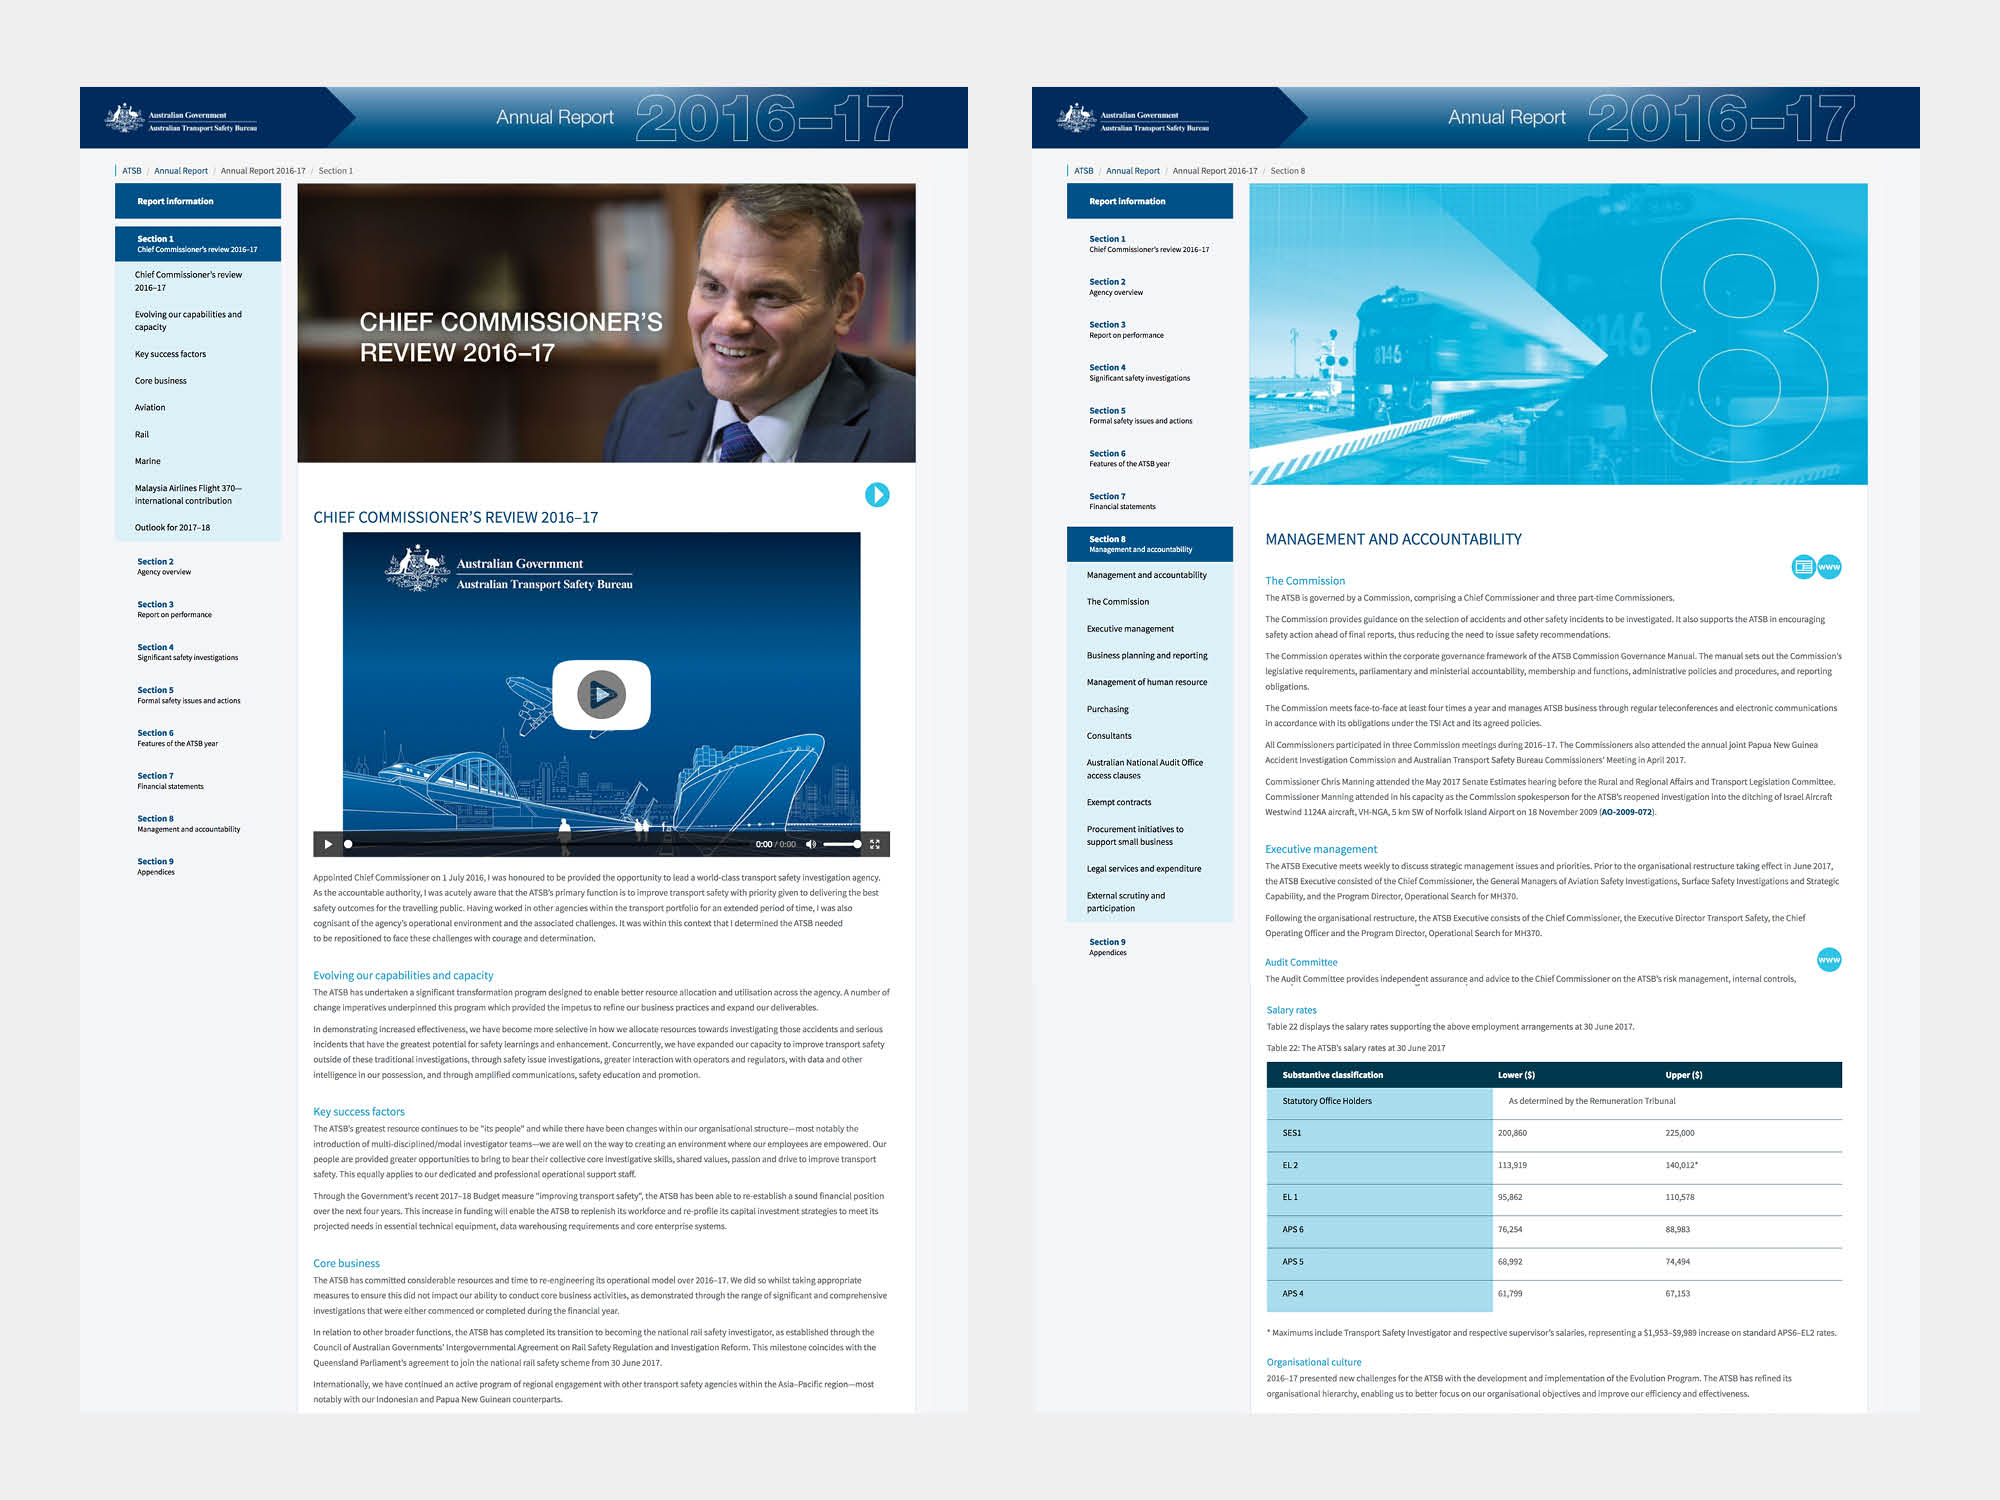 Australian Government
Australian Transport Safety Bureau
Annual Report 2016–17
ATSB / Annual Report / Annual Report 2016-17 / Section 1
Report information
Section 1
Chief Commissioner's review 2016–17
Chief Commissioner's review
2016–17
Evolving our capabilities and
capacity
Key success factors
Core business
Aviation
Rail
Marine
Malaysia Airlines Flight 370—
international contribution
Outlook for 2017–18
Section 2
Agency overview
Section 3
Report on performance
Section 4
Significant safety investigations
Section 5
Formal safety issues and actions
Section 6
Features of the ATSB year
Section 7
Financial statements
Section 8
Management and accountability
Section 9
Appendices
CHIEF COMMISSIONER'S
REVIEW 2016–17
CHIEF COMMISSIONER'S REVIEW 2016–17
Australian Government
Australian Transport Safety Bureau
0:00 / 0:00
Appointed Chief Commissioner on 1 July 2016, I was honoured to be provided the opportunity to lead a world-class transport safety investigation agency.
As the accountable authority, I was acutely aware that the ATSB's primary function is to improve transport safety with priority given to delivering the best
safety outcomes for the travelling public. Having worked in other agencies within the transport portfolio for an extended period of time, I was also
cognisant of the agency's operational environment and the associated challenges. It was within this context that I determined the ATSB needed
to be repositioned to face these challenges with courage and determination.
Evolving our capabilities and capacity
The ATSB has undertaken a significant transformation program designed to enable better resource allocation and utilisation across the agency. A number of
change imperatives underpinned this program which provided the impetus to refine our business practices and expand our deliverables.
In demonstrating increased effectiveness, we have become more selective in how we allocate resources towards investigating those accidents and serious
incidents that have the greatest potential for safety learnings and enhancement. Concurrently, we have expanded our capacity to improve transport safety
outside of these traditional investigations, through safety issue investigations, greater interaction with operators and regulators, with data and other
intelligence in our possession, and through amplified communications, safety education and promotion.
Key success factors
The ATSB's greatest resource continues to be "its people" and while there have been changes within our organisational structure—most notably the
introduction of multi-disciplined/modal investigator teams—we are well on the way to creating an environment where our employees are empowered. Our
people are provided greater opportunities to bring to bear their collective core investigative skills, shared values, passion and drive to improve transport
safety. This equally applies to our dedicated and professional operational support staff.
Through the Government's recent 2017–18 Budget measure "improving transport safety", the ATSB has been able to re-establish a sound financial position
over the next four years. This increase in funding will enable the ATSB to replenish its workforce and re-profile its capital investment strategies to meet its
projected needs in essential technical equipment, data warehousing requirements and core enterprise systems.
Core business
The ATSB has committed considerable resources and time to re-engineering its operational model over 2016–17. We did so whilst taking appropriate
measures to ensure this did not impact our ability to conduct core business activities, as demonstrated through the range of significant and comprehensive
investigations that were either commenced or completed during the financial year.
In relation to other broader functions, the ATSB has completed its transition to becoming the national rail safety investigator, as established through the
Council of Australian Governments' Intergovernmental Agreement on Rail Safety Regulation and Investigation Reform. This milestone coincides with the
Queensland Parliament's agreement to join the national rail safety scheme from 30 June 2017.
Internationally, we have continued an active program of regional engagement with other transport safety agencies within the Asia–Pacific region—most
notably with our Indonesian and Papua New Guinean counterparts.
Australian Government
Australian Transport Safety Bureau
Annual Report 2016–17
ATSB / Annual Report / Annual Report 2016-17 / Section 8
Report information
Section 1
Chief Commissioner's review 2016–17
Section 2
Agency overview
Section 3
Report on performance
Section 4
Significant safety investigations
Section 5
Formal safety issues and actions
Section 6
Features of the ATSB year
Section 7
Financial statements
Section 8
Management and accountability
Management and accountability
The Commission
Executive management
Business planning and reporting
Management of human resource
Purchasing
Consultants
Australian National Audit Office
access clauses
Exempt contracts
Procurement initiatives to
support small business
Legal services and expenditure
External scrutiny and
participation
Section 9
Appendices
8146
8146
8
MANAGEMENT AND ACCOUNTABILITY
www
The Commission
The ATSB is governed by a Commission, comprising a Chief Commissioner and three part-time Commissioners.
The Commission provides guidance on the selection of accidents and other safety incidents to be investigated. It also supports the ATSB in encouraging
safety action ahead of final reports, thus reducing the need to issue safety recommendations.
The Commission operates within the corporate governance framework of the ATSB Commission Governance Manual. The manual sets out the Commission's
legislative requirements, parliamentary and ministerial accountability, membership and functions, administrative policies and procedures, and reporting
obligations.
The Commission meets face-to-face at least four times a year and manages ATSB business through regular teleconferences and electronic communications
in accordance with its obligations under the TSI Act and its agreed policies.
All Commissioners participated in three Commission meetings during 2016–17. The Commissioners also attended the annual joint Papua New Guinea
Accident Investigation Commission and Australian Transport Safety Bureau Commissioners' Meeting in April 2017.
Commissioner Chris Manning attended the May 2017 Senate Estimates hearing before the Rural and Regional Affairs and Transport Legislation Committee.
Commissioner Manning attended in his capacity as the Commission spokesperson for the ATSB's reopened investigation into the ditching of Israel Aircraft
Westwind 1124A aircraft, VH-NGA, 5 km SW of Norfolk Island Airport on 18 November 2009 (AO-2009-072).
Executive management
The ATSB Executive meets weekly to discuss strategic management issues and priorities. Prior to the organisational restructure taking effect in June 2017,
the ATSB Executive consisted of the Chief Commissioner, the General Managers of Aviation Safety Investigations, Surface Safety Investigations and Strategic
Capability, and the Program Director, Operational Search for MH370.
Following the organisational restructure, the ATSB Executive consists of the Chief Commissioner, the Executive Director Transport Safety, the Chief
Operating Officer and the Program Director, Operational Search for MH370.
Audit Committee
www
The Audit Committee provides independent assurance and advice to the Chief Commissioner on the ATSB's risk management, internal controls,
Salary rates
Table 22 displays the salary rates supporting the above employment arrangements at 30 June 2017.
Table 22: The ATSB's salary rates at 30 June 2017
Substantive classification Lower ($) Upper ($)
Statutory Office Holders As determined by the Remuneration Tribunal
SES1 200,860 225,000
EL 2 113,919 140,012*
EL 1 95,862 110,578
APS 6 76,254 88,983
APS 5 68,992 74,494
APS 4 61,799 67,153
* Maximums include Transport Safety Investigator and respective supervisor's salaries, representing a $1,953–$9,989 increase on standard APS6–EL2 rates.
Organisational culture
2016–17 presented new challenges for the ATSB with the development and implementation of the Evolution Program. The ATSB has refined its
organisational hierarchy, enabling us to better focus on our organisational objectives and improve our efficiency and effectiveness.